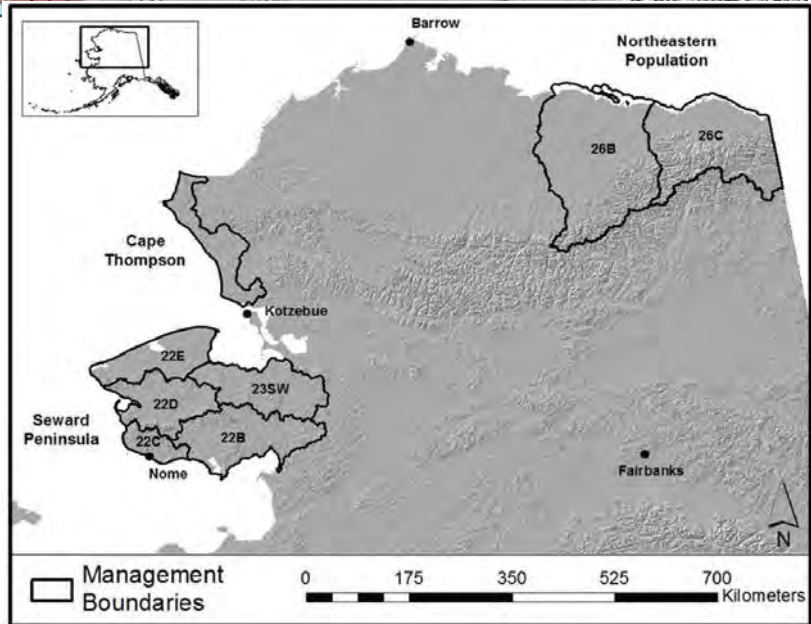 Barrow
Northeastern
Population
26B
26C
Cape
Thompson
Kotzebue
22E
23SW
22D
Seward
Peninsula
22C
22B
Nome
Fairbanks
N
Management
Boundaries
0 175 350 525 700
Kilometers